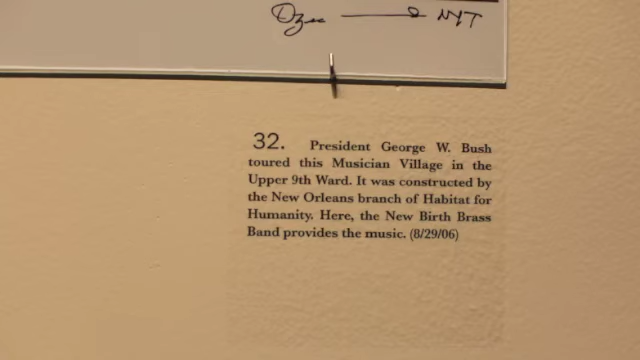 NYT
32. President George W. Bush
toured this Musician Village in the
Upper 9th Ward. It was constructed by
the New Orleans branch of Habitat for
Humanity. Here, the New Birth Brass
Band provides the music. (8/29/06)